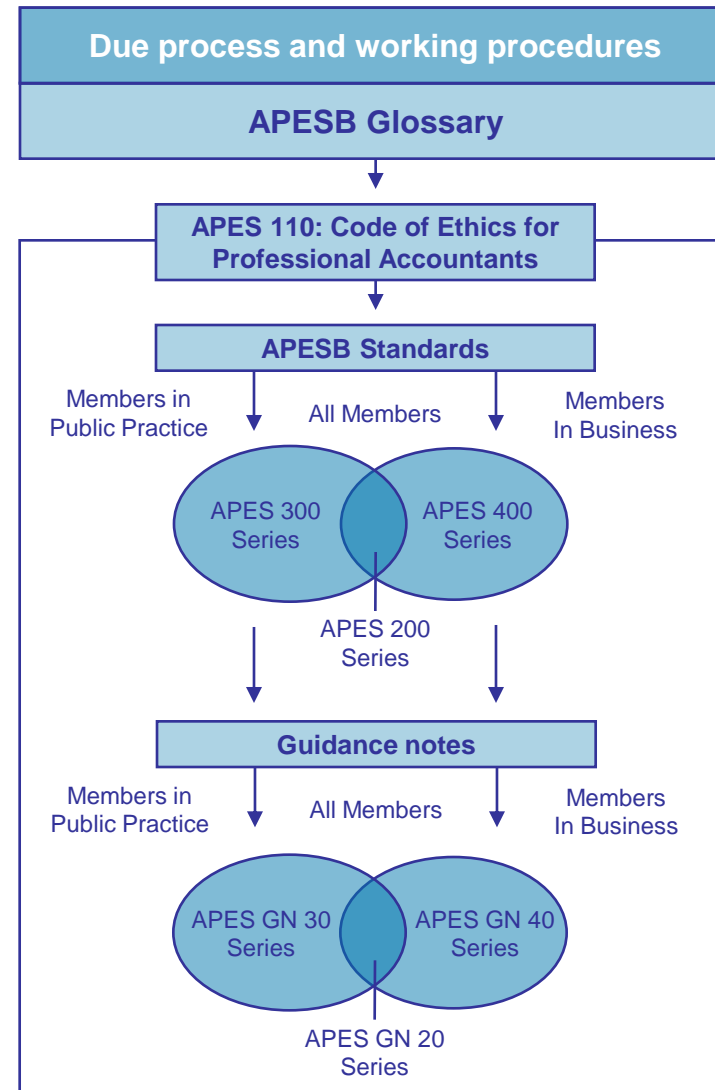 Due process and working procedures
APESB Glossary
APES 110: Code of Ethics for
Professional Accountants
APESB Standards
Members in
Public Practice
All Members
Members
In Business
APES 300
Series
APES 400
Series
APES 200
Series
Guidance notes
Members in
Public Practice
All Members
Members
In Business
APES GN 30
Series
APES GN 40
Series
APES GN 20
Series